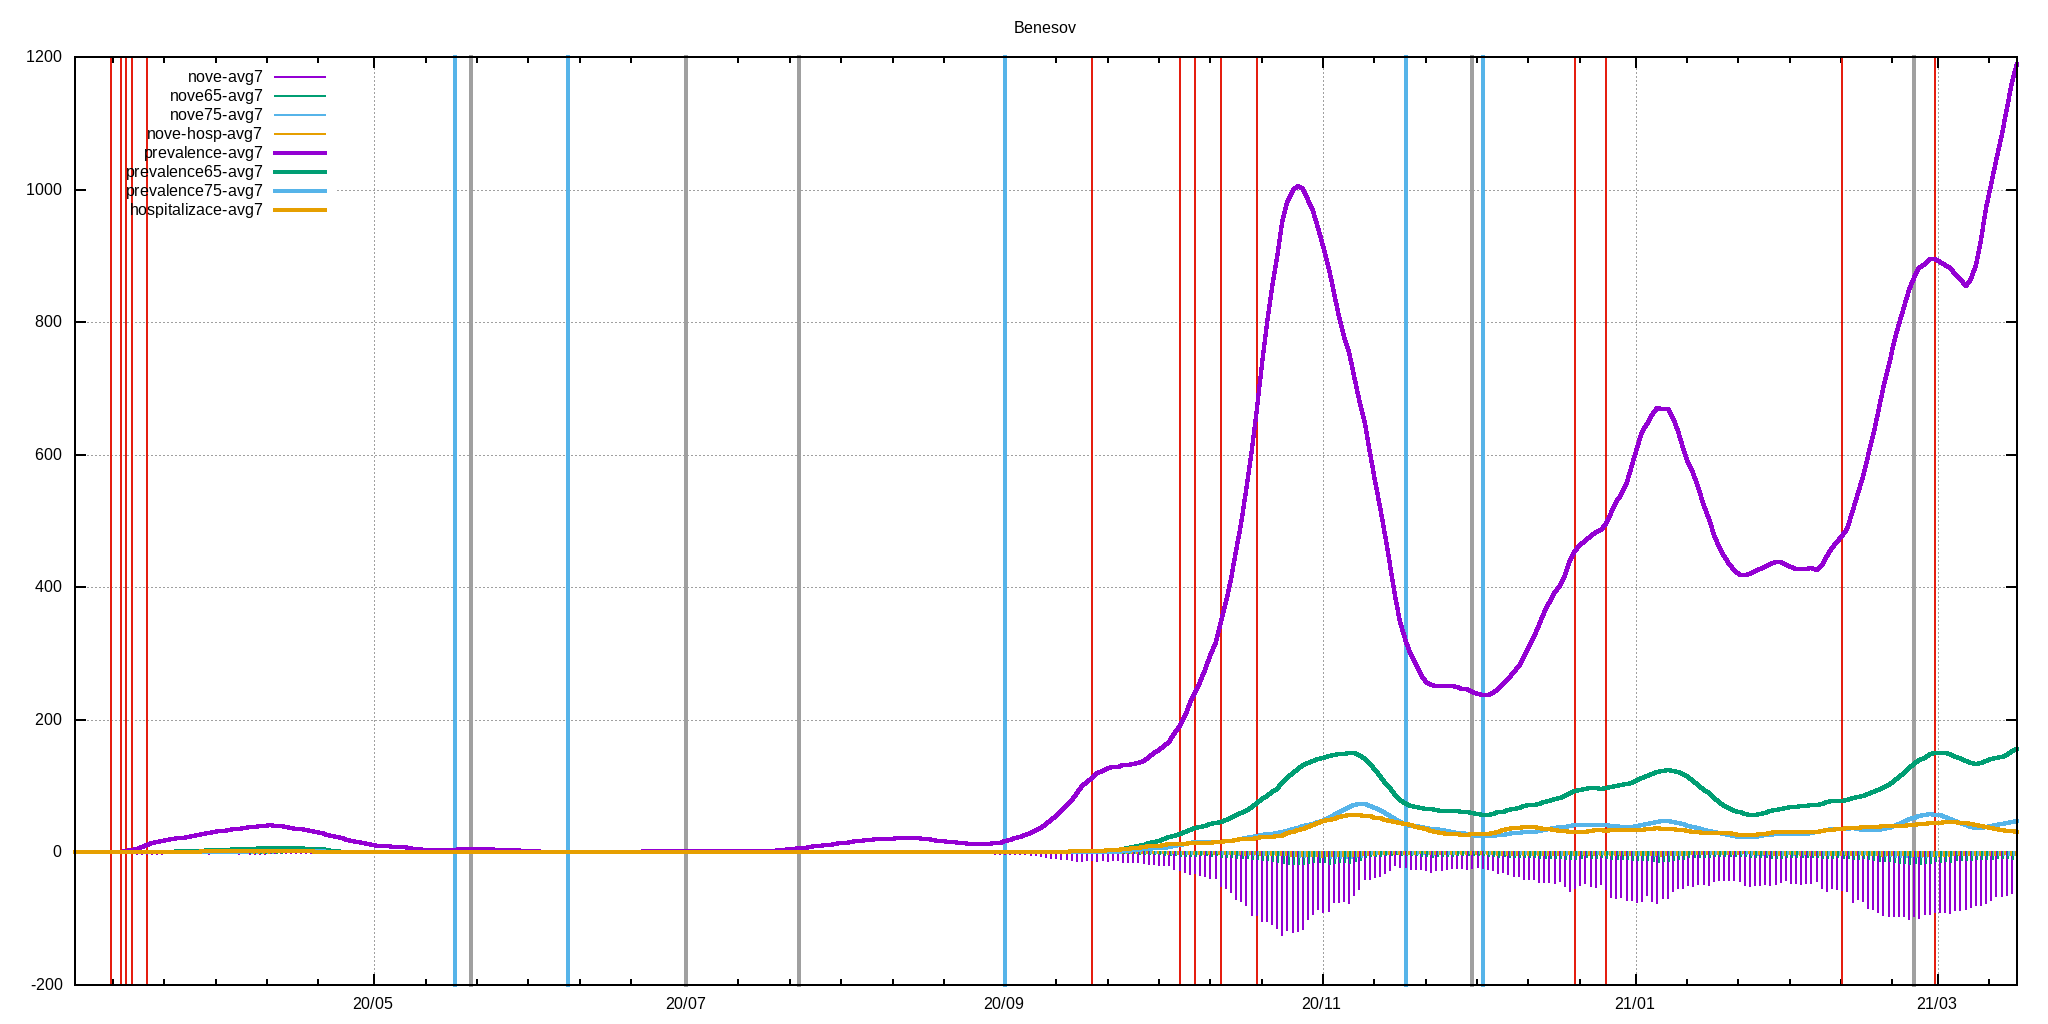 Benesov
1200
1000
800
600
400
200
0
-200
nove-avg7
nove65-avg7
nove75-avg7
nove-hosp-avg7
prevalence-avg7
prevalence65-avg7
prevalence75-avg7
hospitalizace-avg7
20/05 20/07 20/09 20/11 21/01 21/03